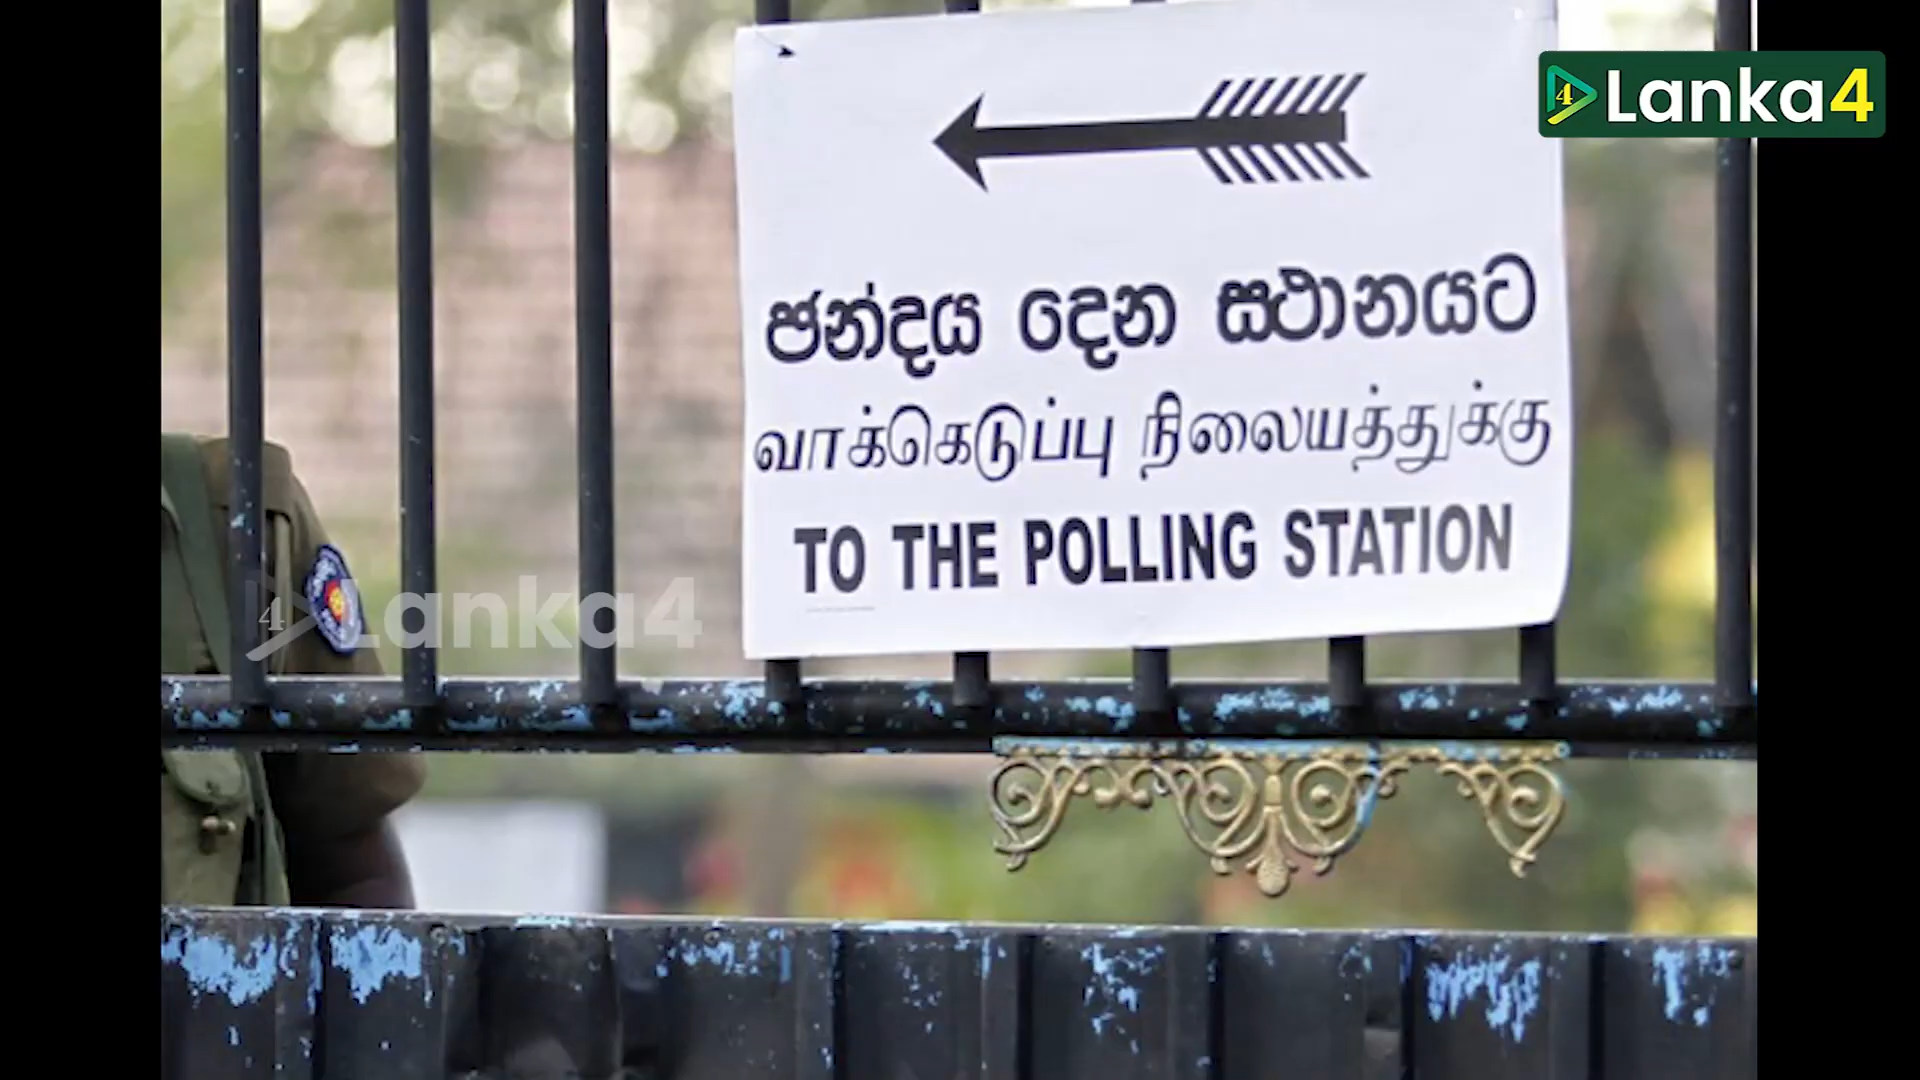 Lanka4
ඡන්දය දෙන ස්ථානයට
வாக்கெடுப்பு நிலையத்துக்கு
TO THE POLLING STATION
Lanka4